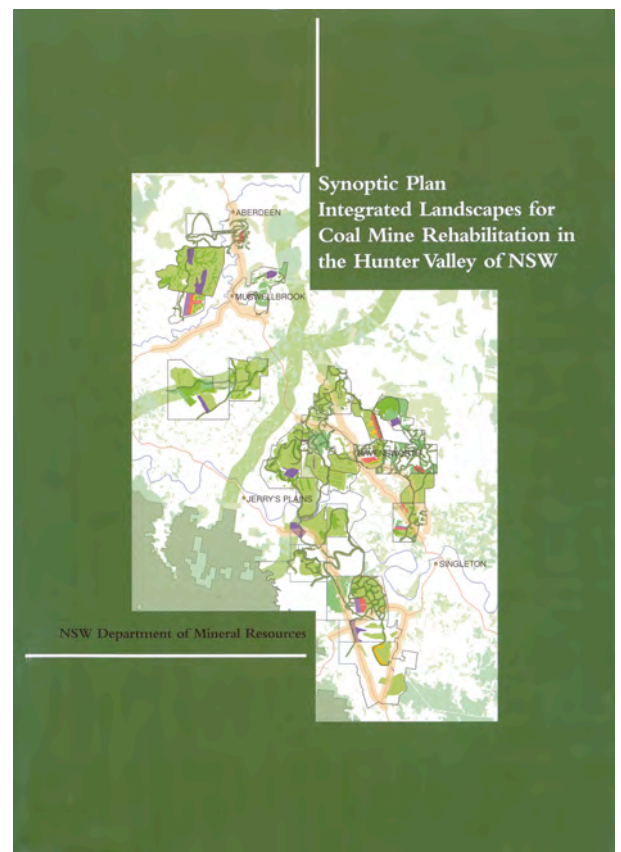 Synoptic Plan
Integrated Landscapes for
Coal Mine Rehabilitation in
the Hunter Valley of NSW
ABERDEEN
MUSWELLBROOK
RAVENSWORTH
JERRY'S PLAINS
SINGLETON
NSW Department of Mineral Resources